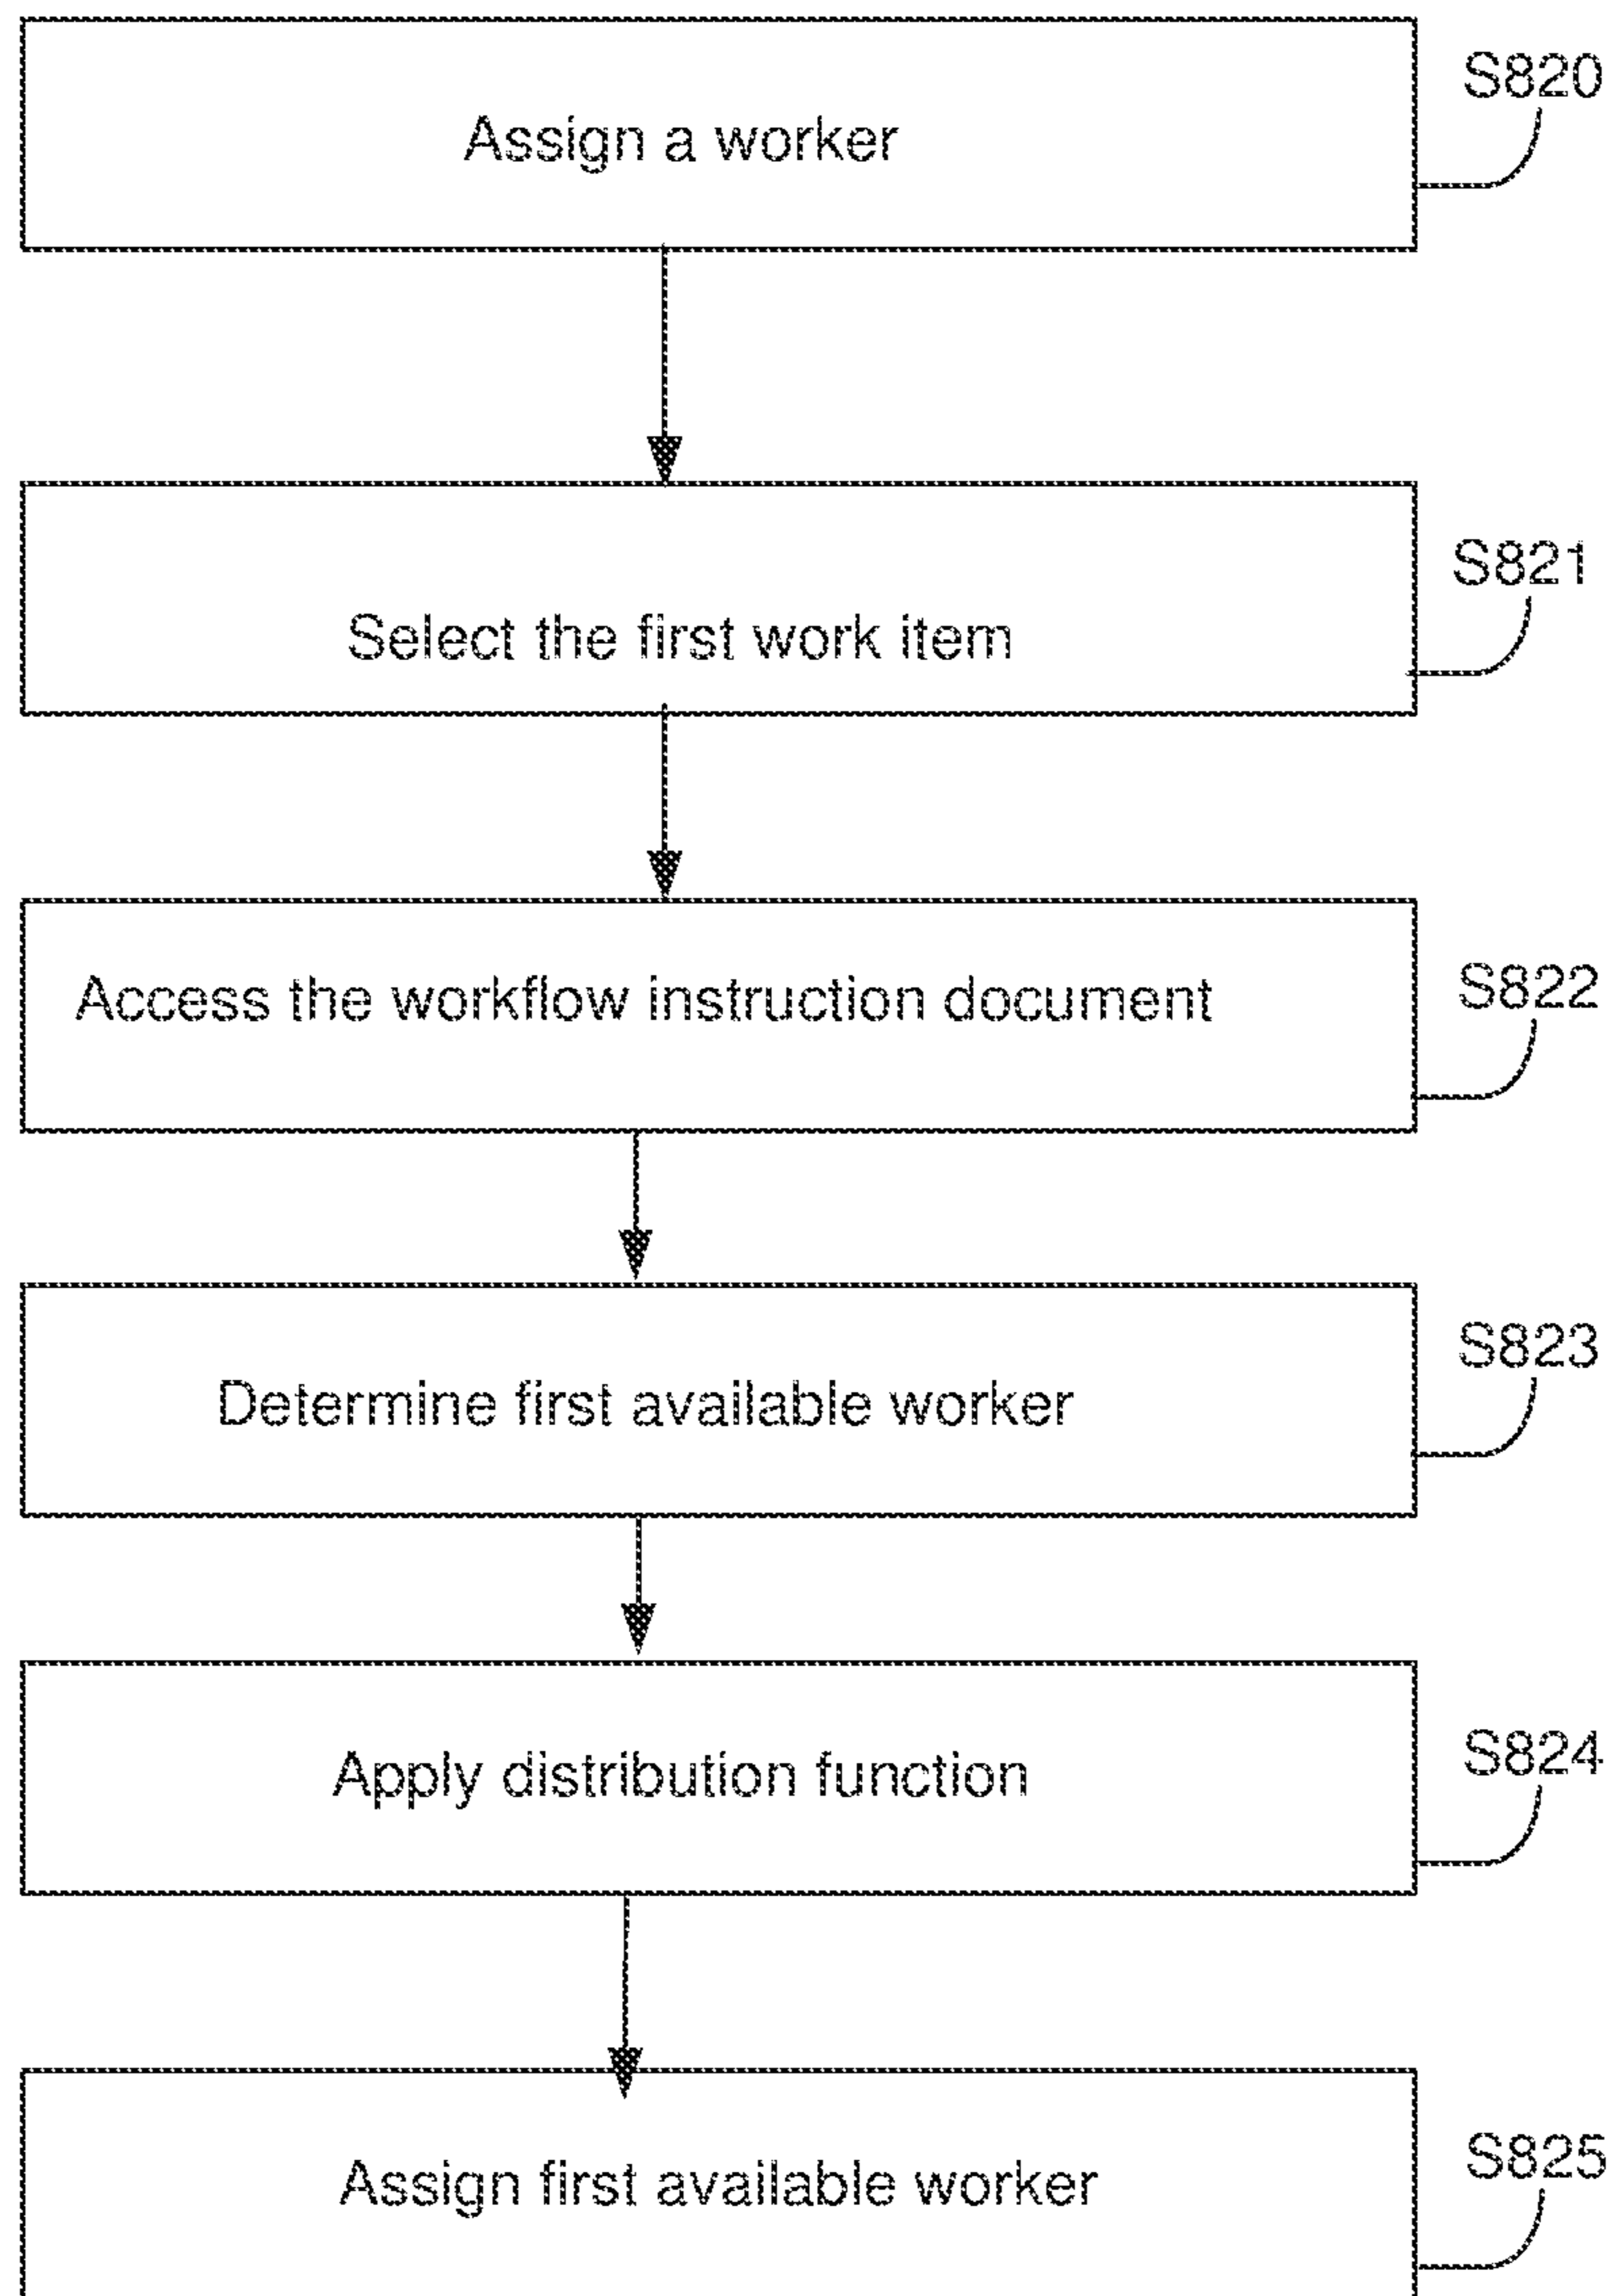 Assign a worker
S820
Select the first work item
S821
Access the workflow instruction document
S822
Determine first available worker
S823
Apply distribution function
S824
Assign first available worker
S825